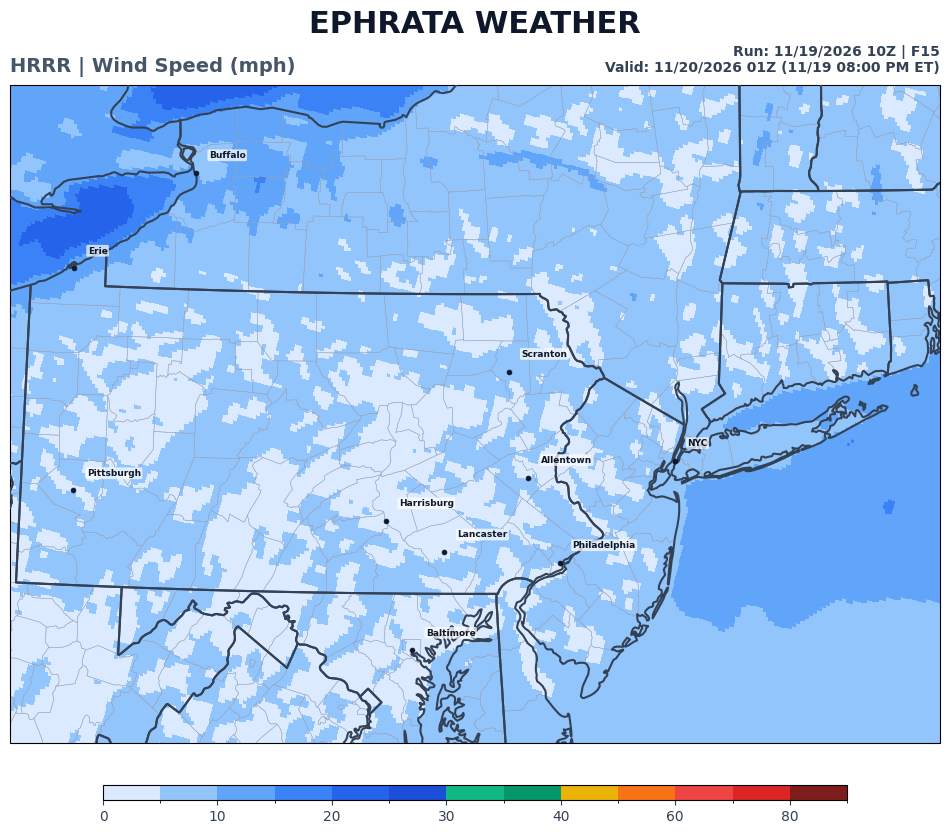 EPHRATA WEATHER
Run: 11/19/2026 10Z | F15
HRRR | Wind Speed (mph)
Valid: 11/20/2026 01Z (11/19 08:00 PM ET)
Buffalo
Erie
Scranton
NYC
Allentown
Pittsburgh
Harrisburg
Lancaster
Philadelphia
Baltimore
0 10 20 30 40 50 60 70 80